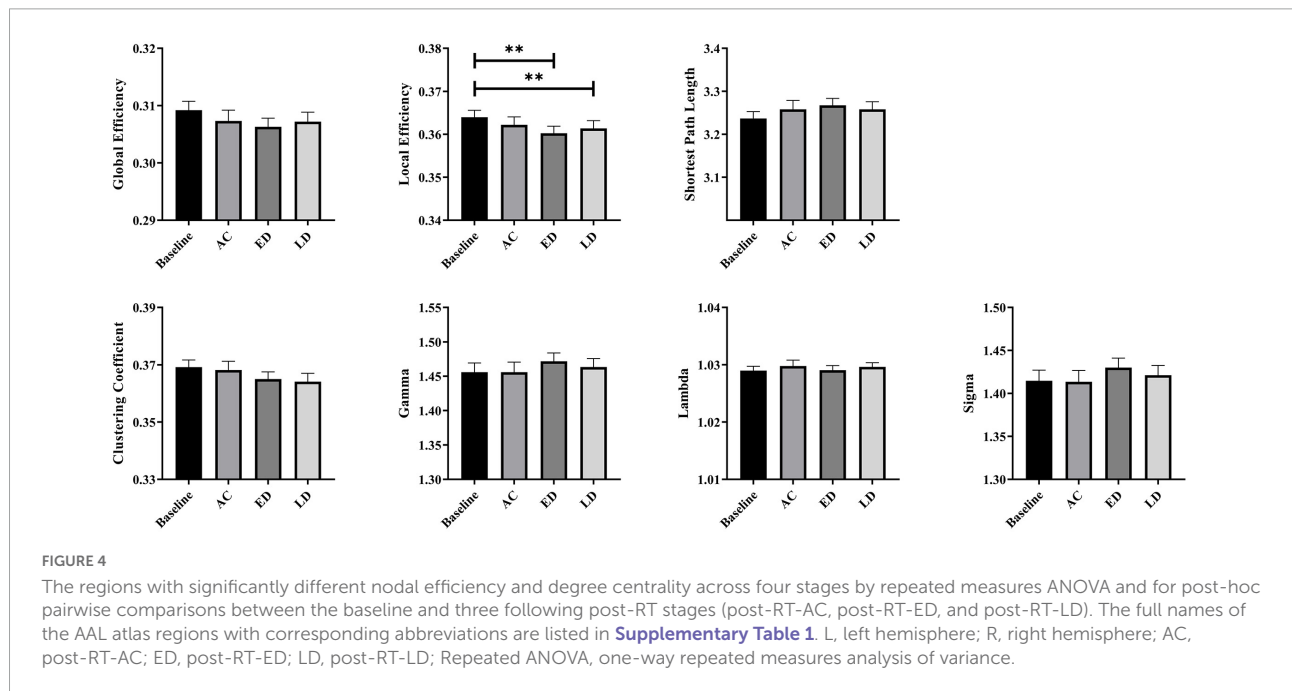 Global Efficiency
0.32
0.31
0.30
0.29
Baseline
AC
ED
LD
Local Efficiency
0.38
0.37
0.36
0.35
0.34
**
**
Baseline
AC
ED
LD
Shortest Path Length
3.4
3.3
3.2
3.1
Baseline
AC
ED
LD
Clustering Coefficient
0.39
0.37
0.35
0.33
Baseline
AC
ED
LD
Gamma
1.55
1.50
1.45
1.40
1.30
Baseline
AC
ED
LD
Lambda
1.04
1.03
1.02
1.01
Baseline
AC
ED
LD
Sigma
1.50
1.45
1.40
1.35
1.30
Baseline
AC
ED
LD
FIGURE 4
The regions with significantly different nodal efficiency and degree centrality across four stages by repeated measures ANOVA and for post-hoc
pairwise comparisons between the baseline and three following post-RT stages (post-RT-AC, post-RT-ED, and post-RT-LD). The full names of
the AAL atlas regions with corresponding abbreviations are listed in Supplementary Table 1. L, left hemisphere; R, right hemisphere; AC,
post-RT-AC; ED, post-RT-ED; LD, post-RT-LD; Repeated ANOVA, one-way repeated measures analysis of variance.